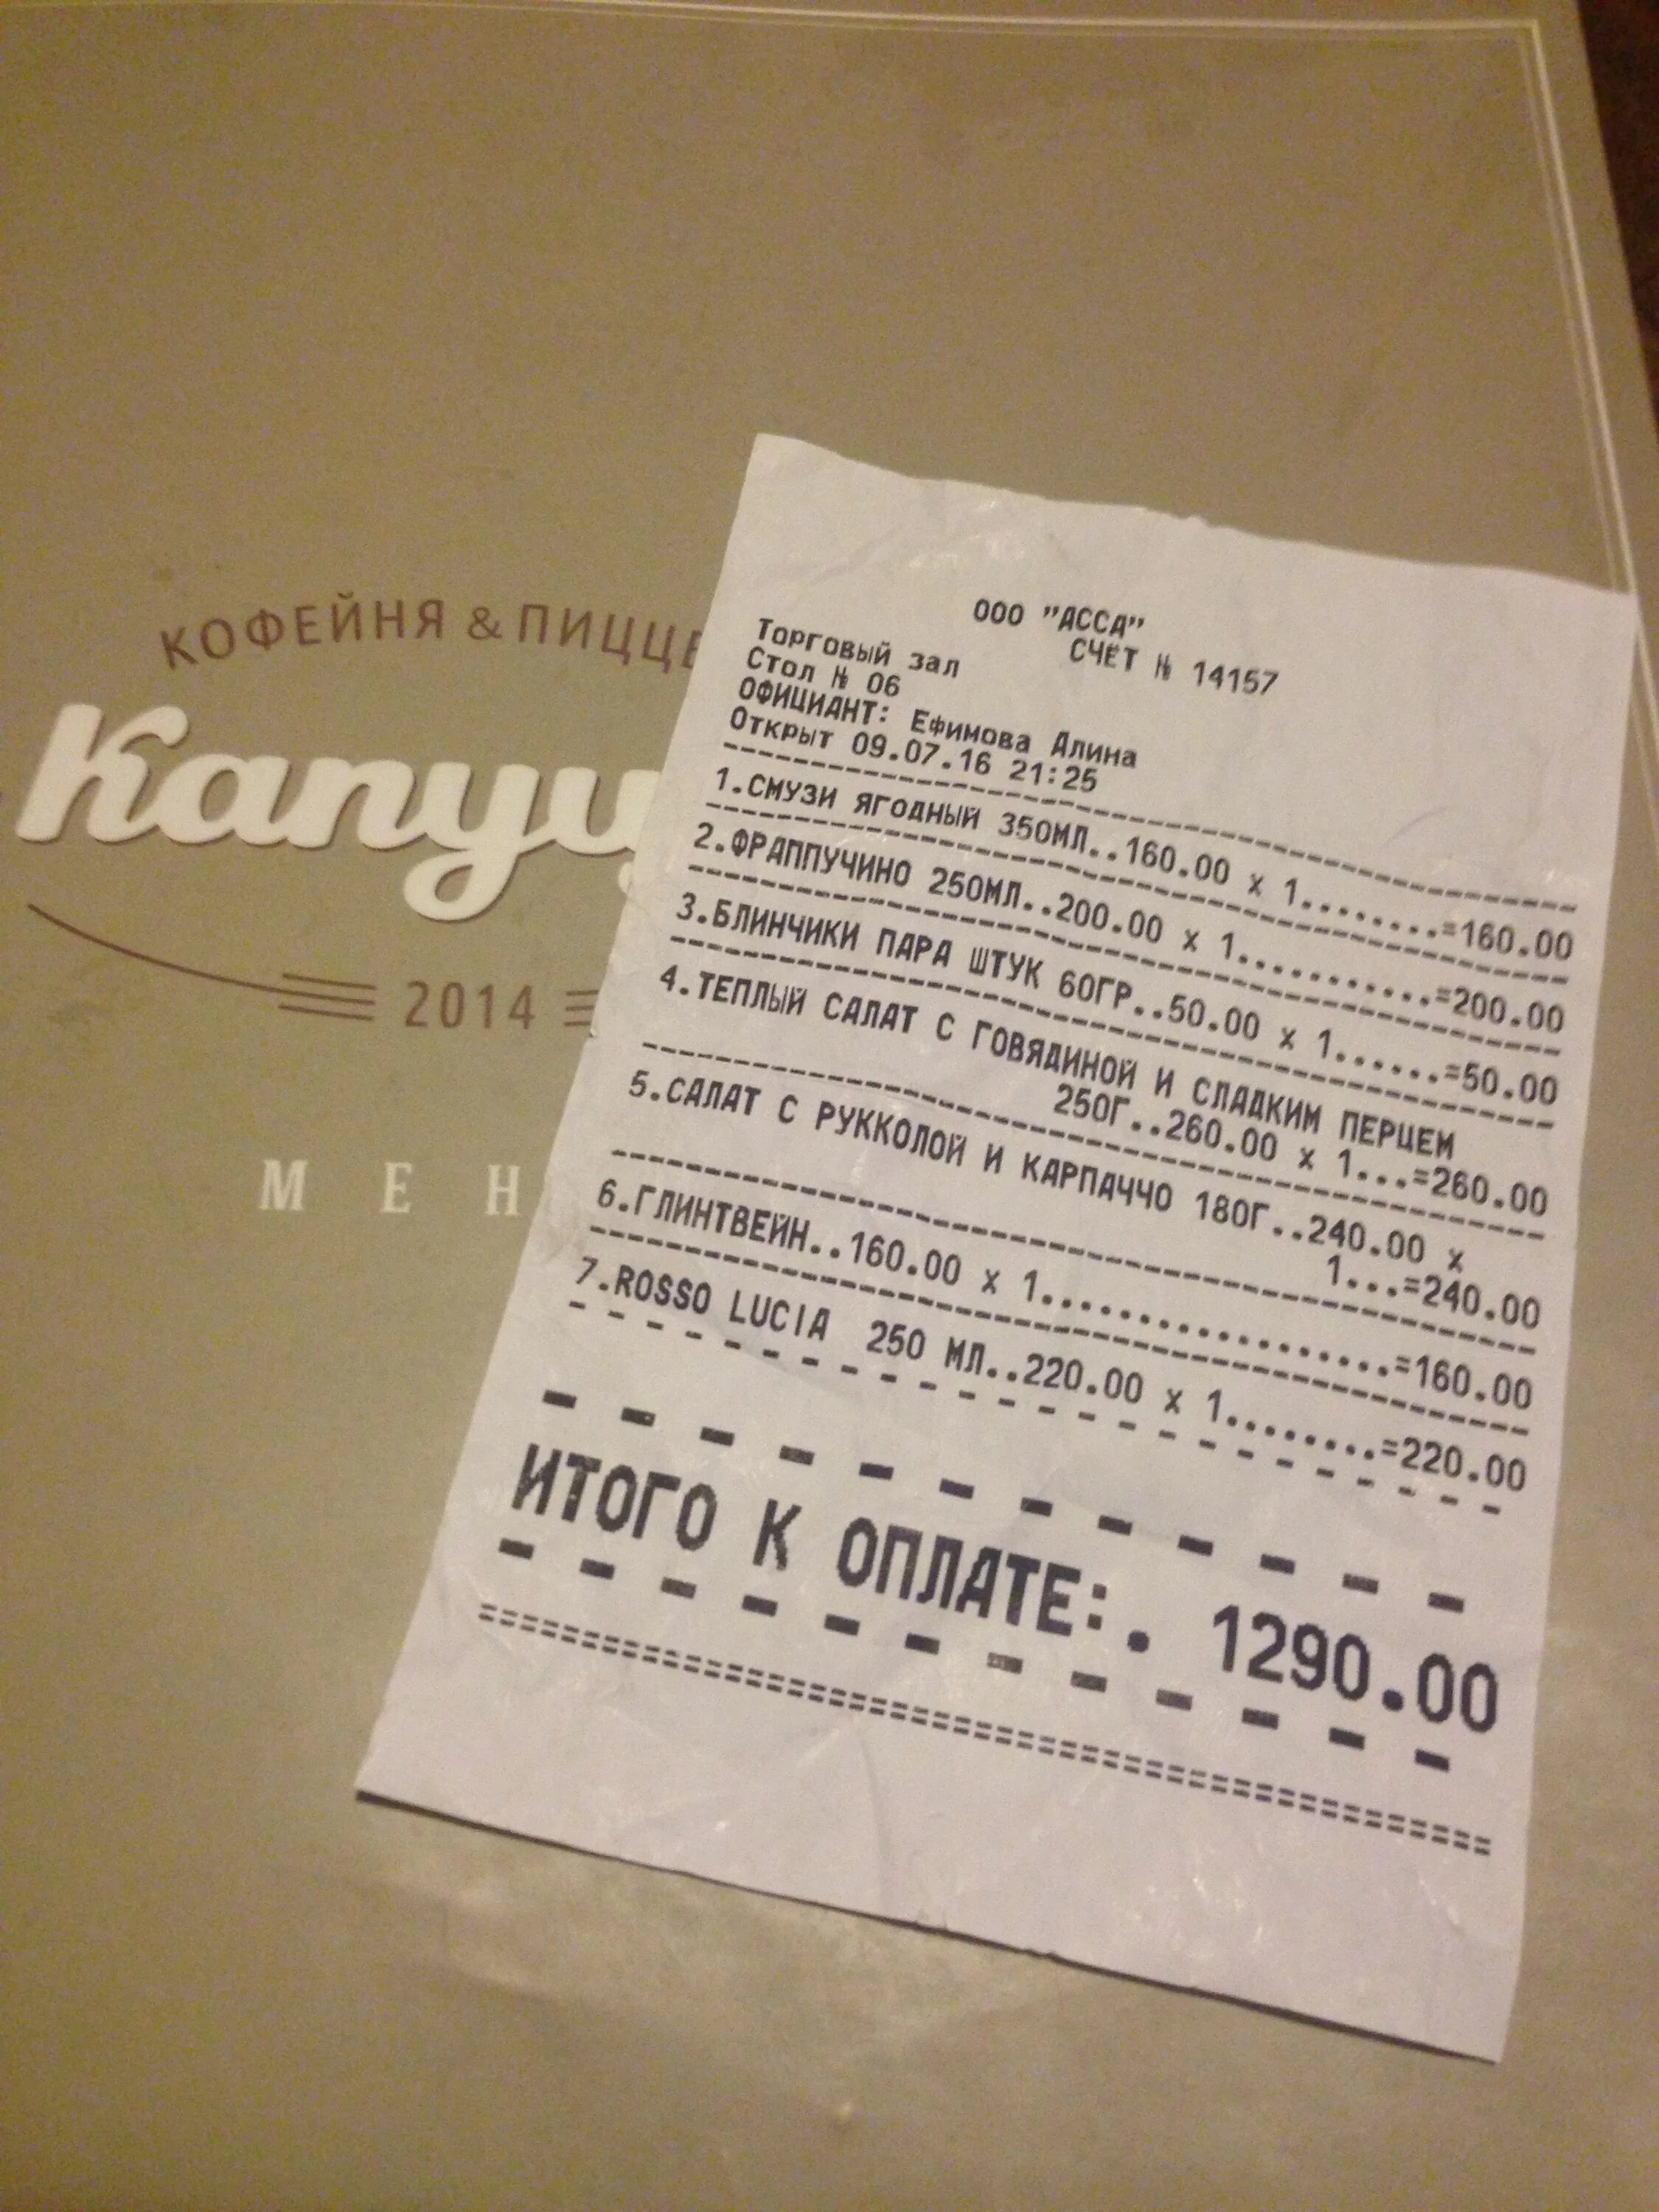 КОФЕЙНЯ & ПИЦЦЕ
Капу
2014
МЕН
ООО "АССА"
СЧЕТ № 14157
Торговый зал
Стол № 06
ОФИЦИАНТ: Ефимова Алина
Открыт 09.07.16 21:25
1.СМУЗИ ЯГОДНЫЙ 350МЛ..160.00 x 1........=160.00
2.ФРАППУЧИНО 250МЛ..200.00 x 1...........=200.00
3.БЛИНЧИКИ ПАРА ШТУК 60ГР..50.00 x 1......=50.00
4.ТЕПЛЫЙ САЛАТ С ГОВЯДИНОЙ И СЛАДКИМ ПЕРЦЕМ
250Г..260.00 x 1...=260.00
5.САЛАТ С РУККОЛОЙ И КАРПАЧЧО 180Г..240.00 x
1...=240.00
6.ГЛИНТВЕЙН..160.00 x 1..................=160.00
7.ROSSO LUCIA 250 МЛ..220.00 x 1........=220.00
ИТОГО К ОПЛАТЕ:. 1290.00